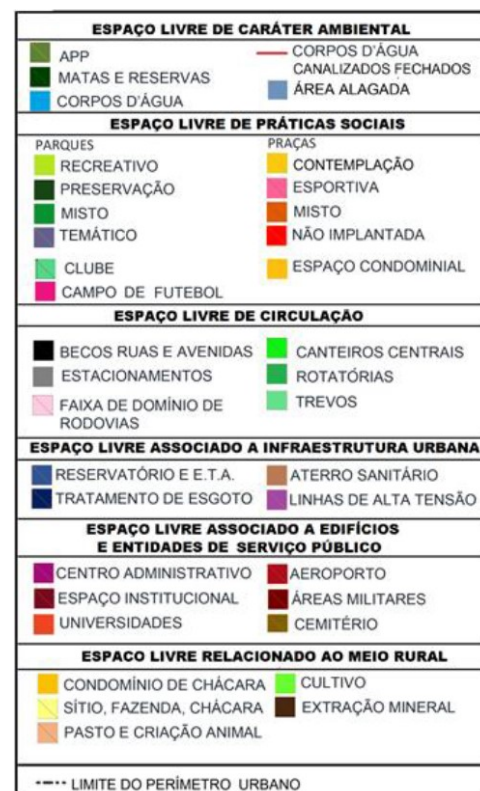 ESPAÇO LIVRE DE CARÁTER AMBIENTAL
APP
MATAS E RESERVAS
CORPOS D'ÁGUA
CORPOS D'ÁGUA
CANALIZADOS FECHADOS
ÁREA ALAGADA
ESPAÇO LIVRE DE PRÁTICAS SOCIAIS
PARQUES
RECREATIVO
PRESERVAÇÃO
MISTO
TEMÁTICO
CLUBE
CAMPO DE FUTEBOL
PRAÇAS
CONTEMPLAÇÃO
ESPORTIVA
MISTO
NÃO IMPLANTADA
ESPAÇO CONDOMÍNIAL
ESPAÇO LIVRE DE CIRCULAÇÃO
BECOS RUAS E AVENIDAS
ESTACIONAMENTOS
FAIXA DE DOMÍNIO DE
RODOVIAS
CANTEIROS CENTRAIS
ROTATÓRIAS
TREVOS
ESPAÇO LIVRE ASSOCIADO A INFRAESTRUTURA URBANA
RESERVATÓRIO E E.T.A.
TRATAMENTO DE ESGOTO
ATERRO SANITÁRIO
LINHAS DE ALTA TENSÃO
ESPAÇO LIVRE ASSOCIADO A EDIFÍCIOS
E ENTIDADES DE SERVIÇO PÚBLICO
CENTRO ADMINISTRATIVO
ESPAÇO INSTITUCIONAL
UNIVERSIDADES
AEROPORTO
ÁREAS MILITARES
CEMITÉRIO
ESPACO LIVRE RELACIONADO AO MEIO RURAL
CONDOMÍNIO DE CHÁCARA
SÍTIO, FAZENDA, CHÁCARA
PASTO E CRIAÇÃO ANIMAL
CULTIVO
EXTRAÇÃO MINERAL
LIMITE DO PERÍMETRO URBANO